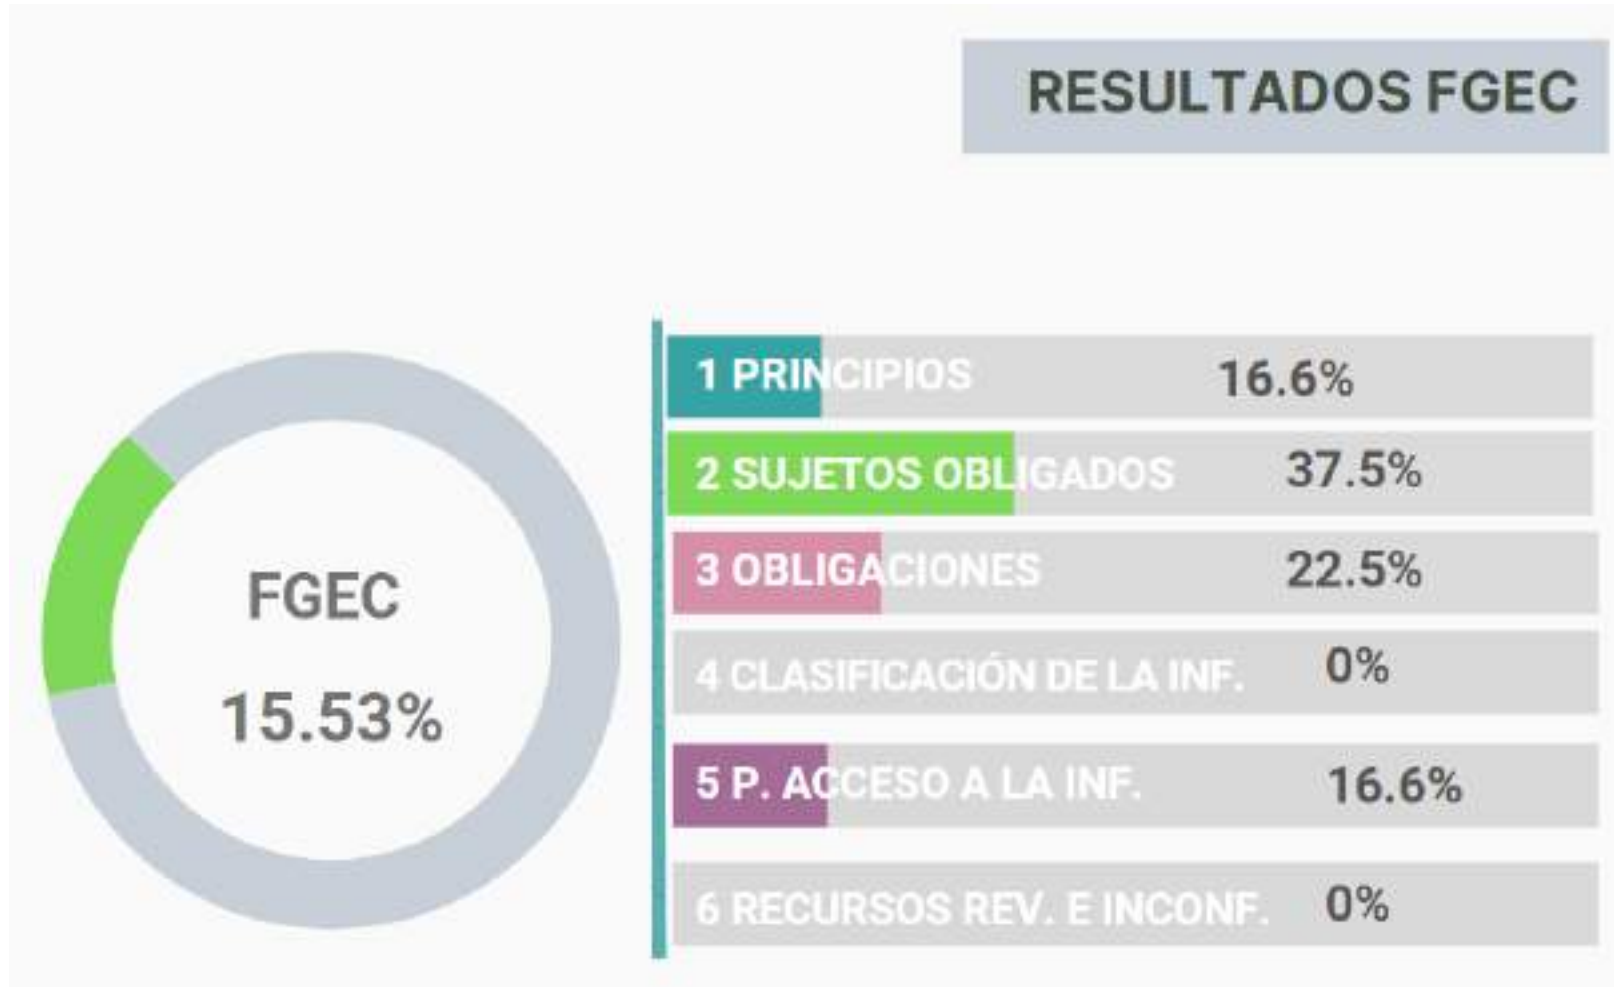 RESULTADOS FGEC
FGEC
15.53%
1 PRINCIPIOS 16.6%
2 SUJETOS OBLIGADOS 37.5%
3 OBLIGACIONES 22.5%
4 CLASIFICACIÓN DE LA INF. 0%
5 P. ACCESO A LA INF. 16.6%
6 RECURSOS REV. E INCONF. 0%